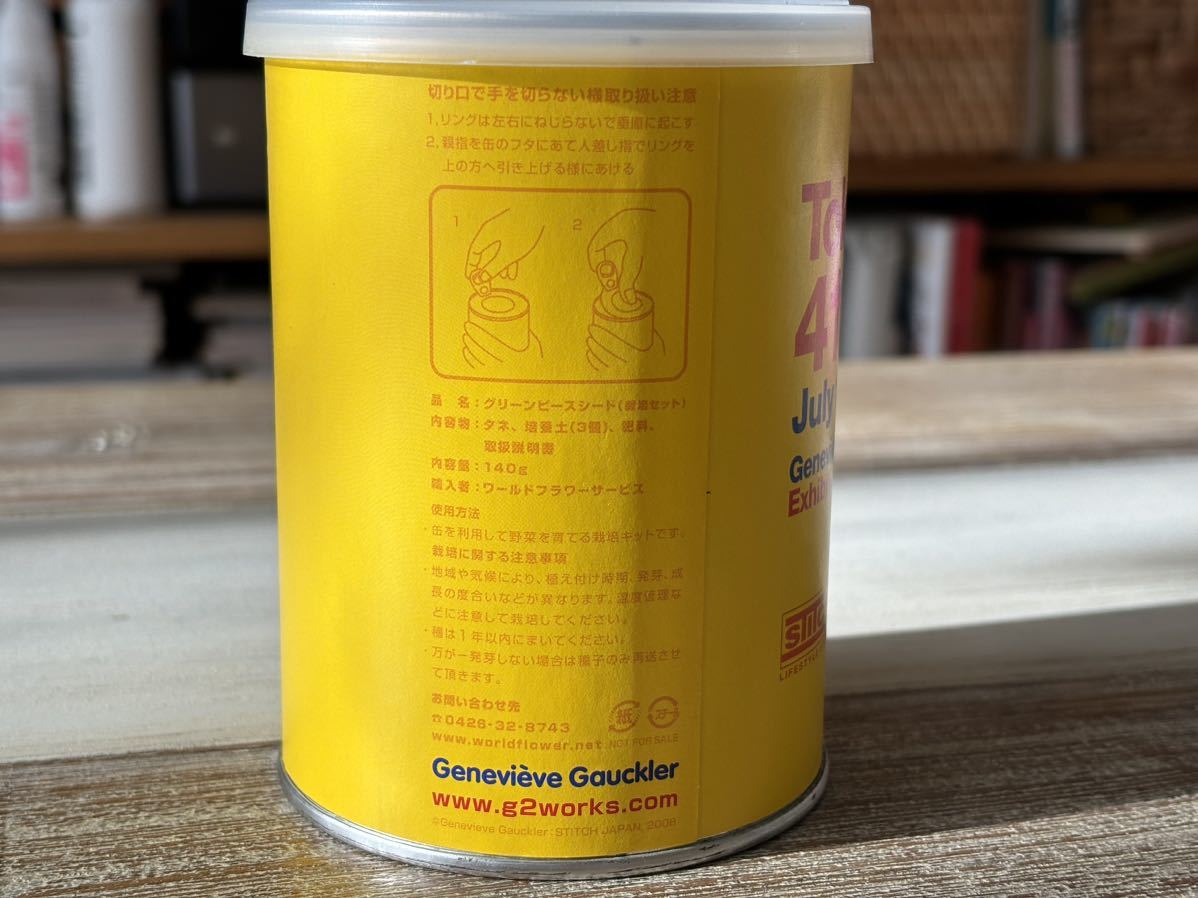 切り口で手を切らない様取り扱い注意
1,リングは左右にねじらないで垂直に起こす
2,親指を缶のフタにあて人差し指でリングを
上の方へ引き上げる様にあける
1
2
品　名：グリーンピースシード(栽培セット)
内容物：タネ、培養土(3個)、肥料、
取扱説明書
内容量：140g
輸入者：ワールドフラワーサービス
使用方法
・缶を利用して野菜を育てる栽培キットです。
栽培に関する注意事項
・地域や気候により、植え付け時期、発芽、成
長の度合いなどが異なります。温度管理な
どに注意して栽培してください。
・種は1年以内にまいてください。
・万が一発芽しない場合は種子のみ再送させ
て頂きます。
お問い合わせ先
☎0426-32-8743
紙
スチール
www.worldflower.net NOT FOR SALE
Geneviève Gauckler
www.g2works.com
©Genevieve Gauckler:STITCH JAPAN, 2008
To
4
July
Genevi
Exhib
STIC
LIFESTYLE